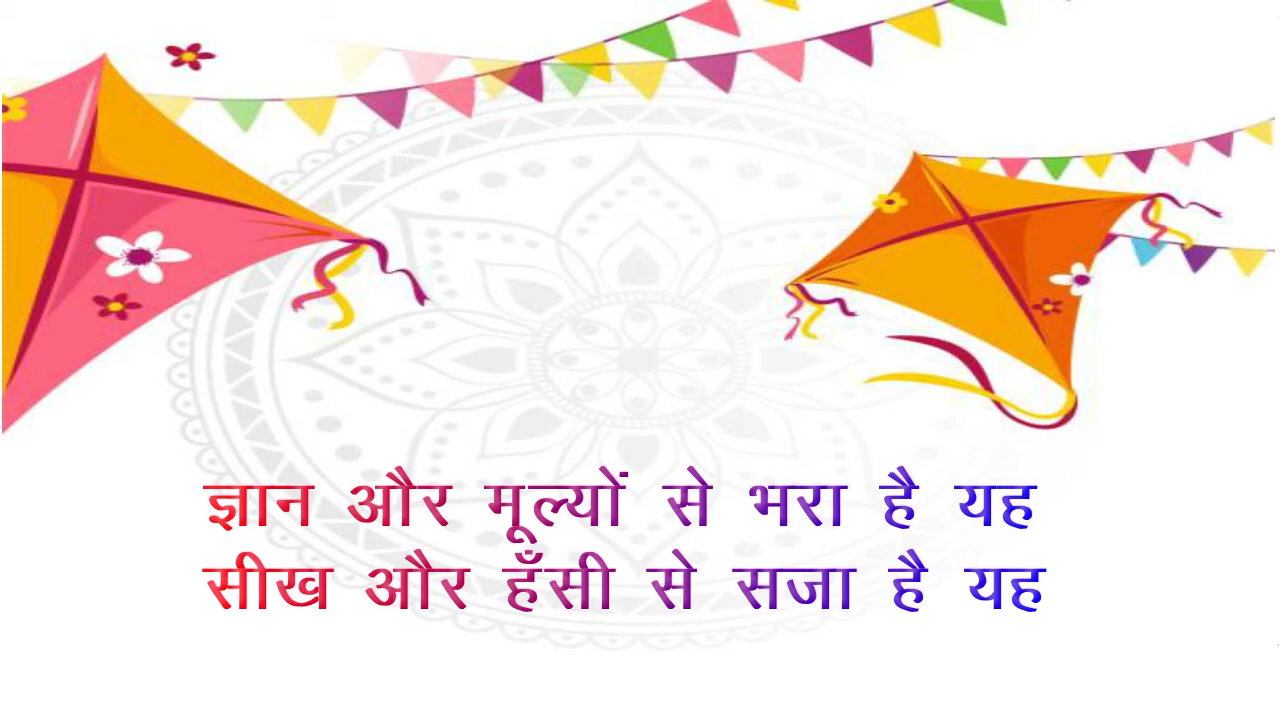 ज्ञान और मूल्यों से भरा है यह
सीख और हँसी से सजा है यह